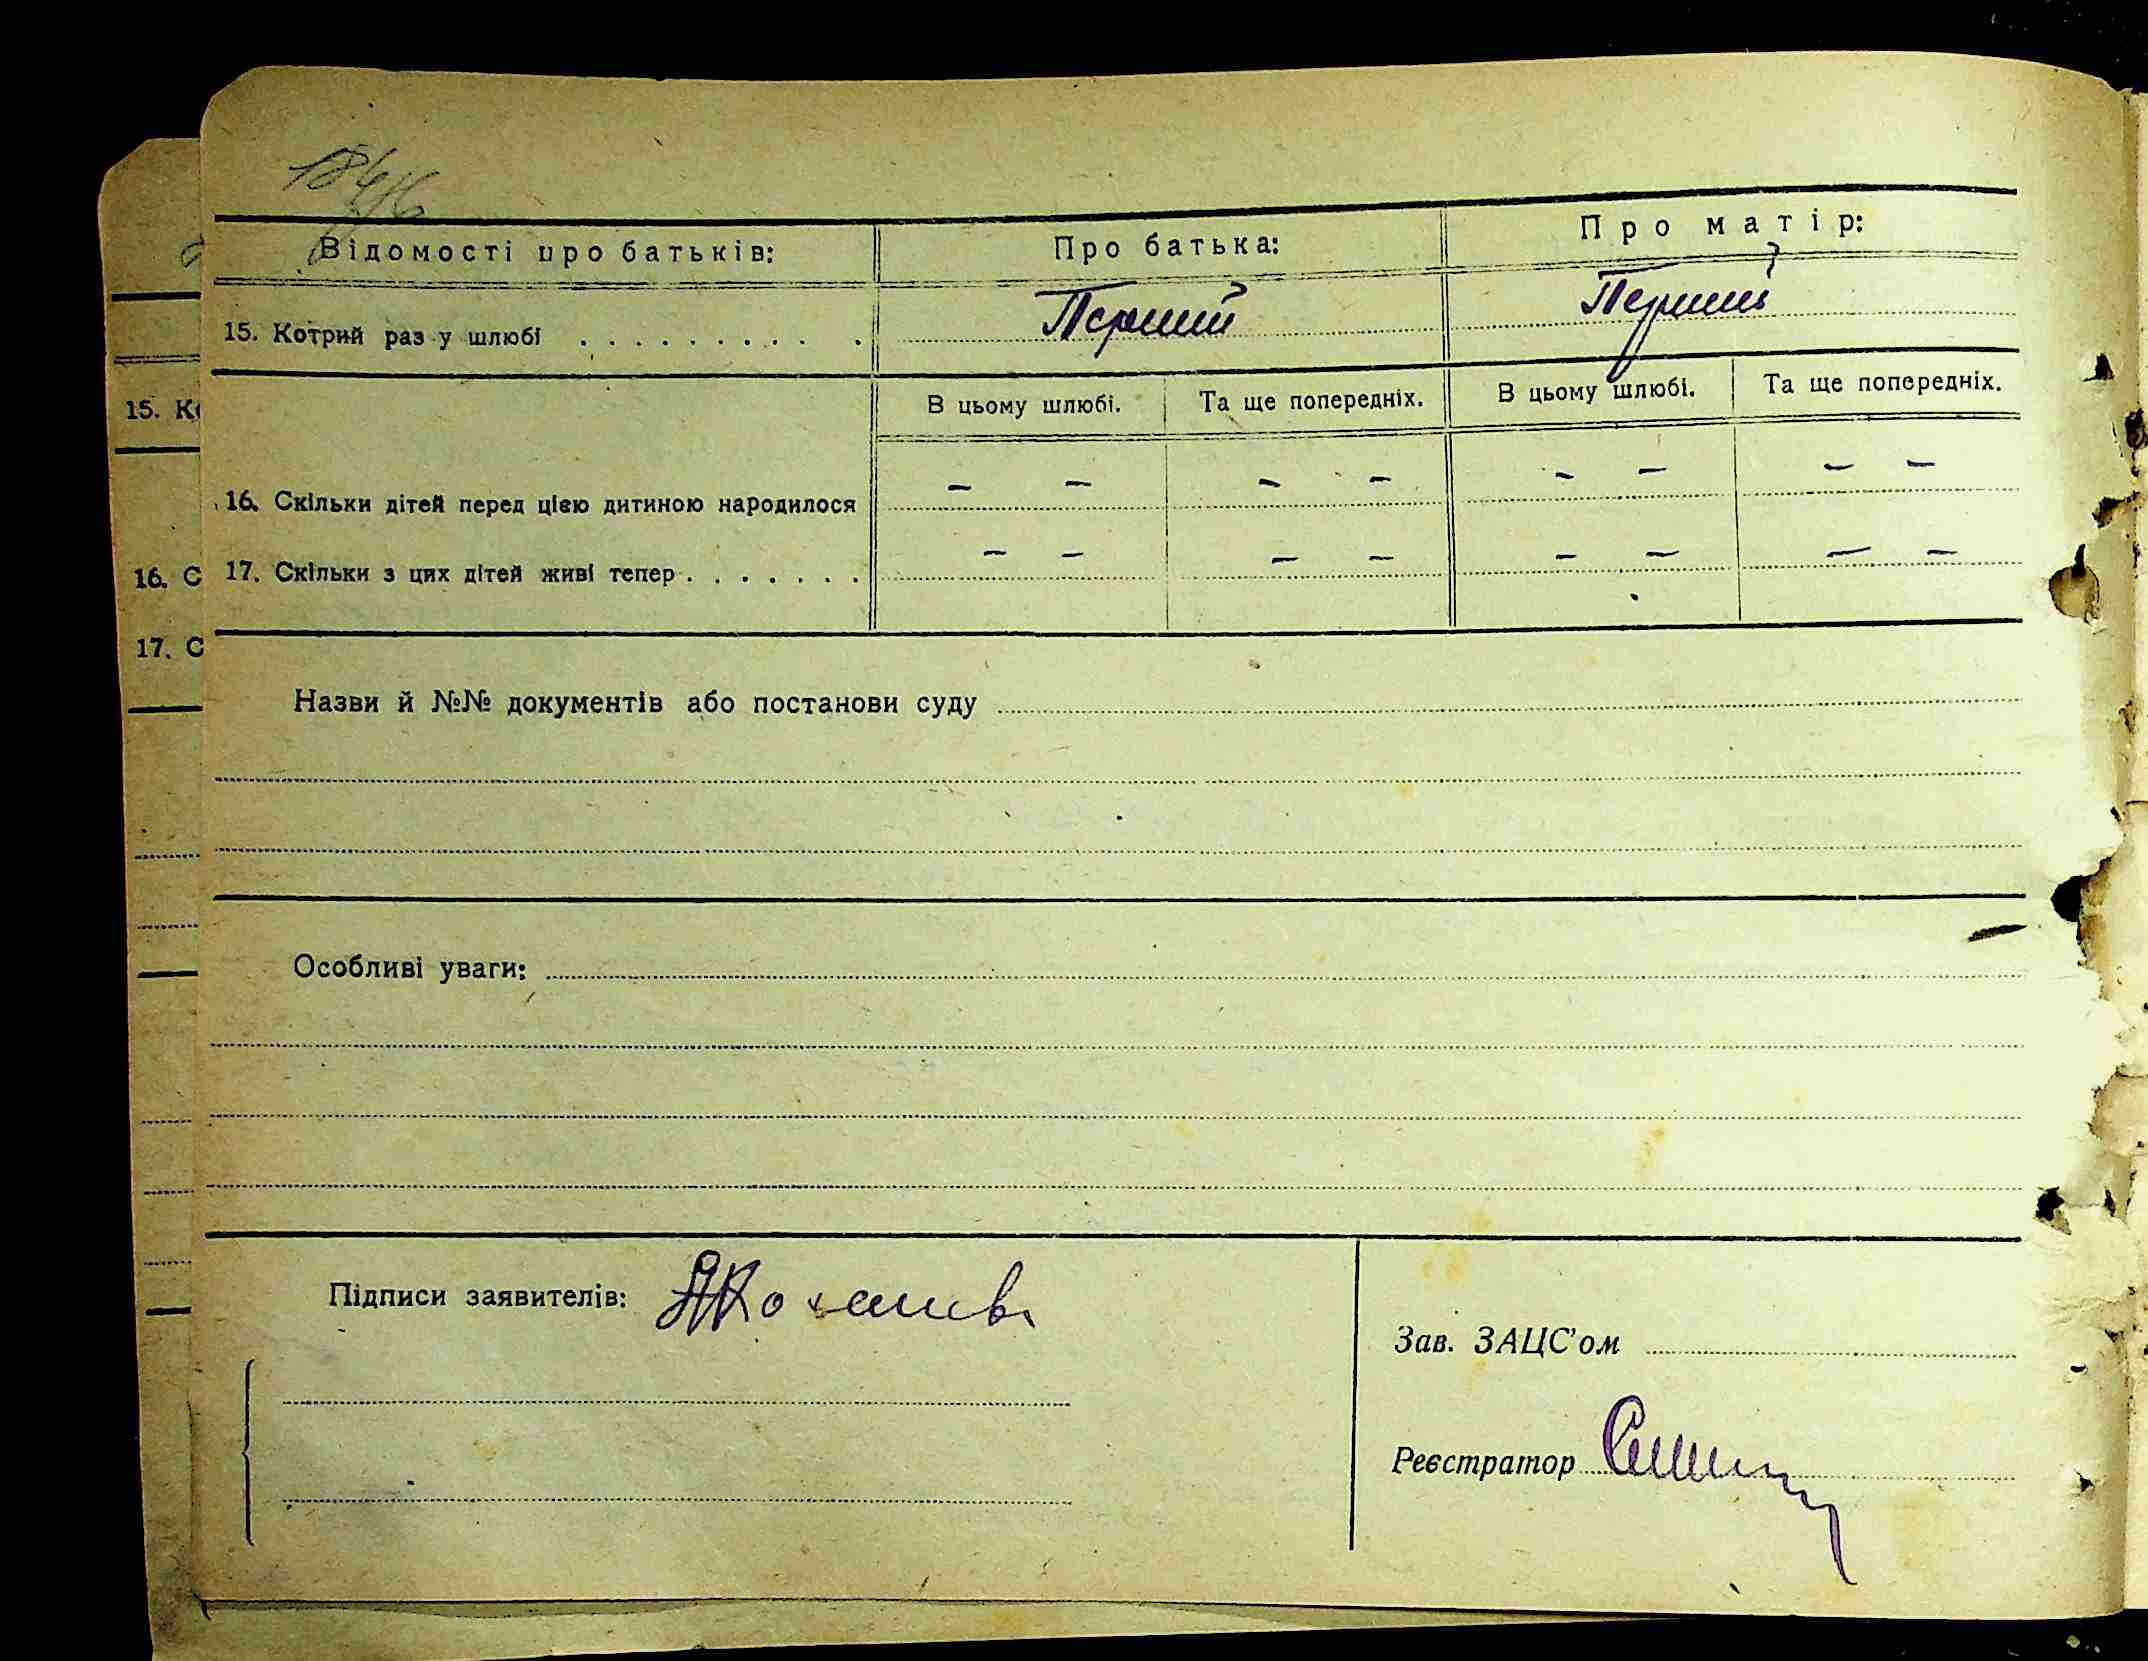 Відомості про батьків: Про батька: Про матір:
15. Котрий раз у шлюбі . . . . . . . . . . . Перший Перший
В цьому шлюбі. Та ще попередніх. В цьому шлюбі. Та ще попередніх.
16. Скільки дітей перед цією дитиною народилося — — — — — — — —
17. Скільки з цих дітей живі тепер . . . . . . . — — — — — — — —
Назви й №№ документів або постанови суду
Особливі уваги:
Підписи заявителів:
Зав. ЗАЦС'ом
Реєстратор
15. К
16. С
17. С